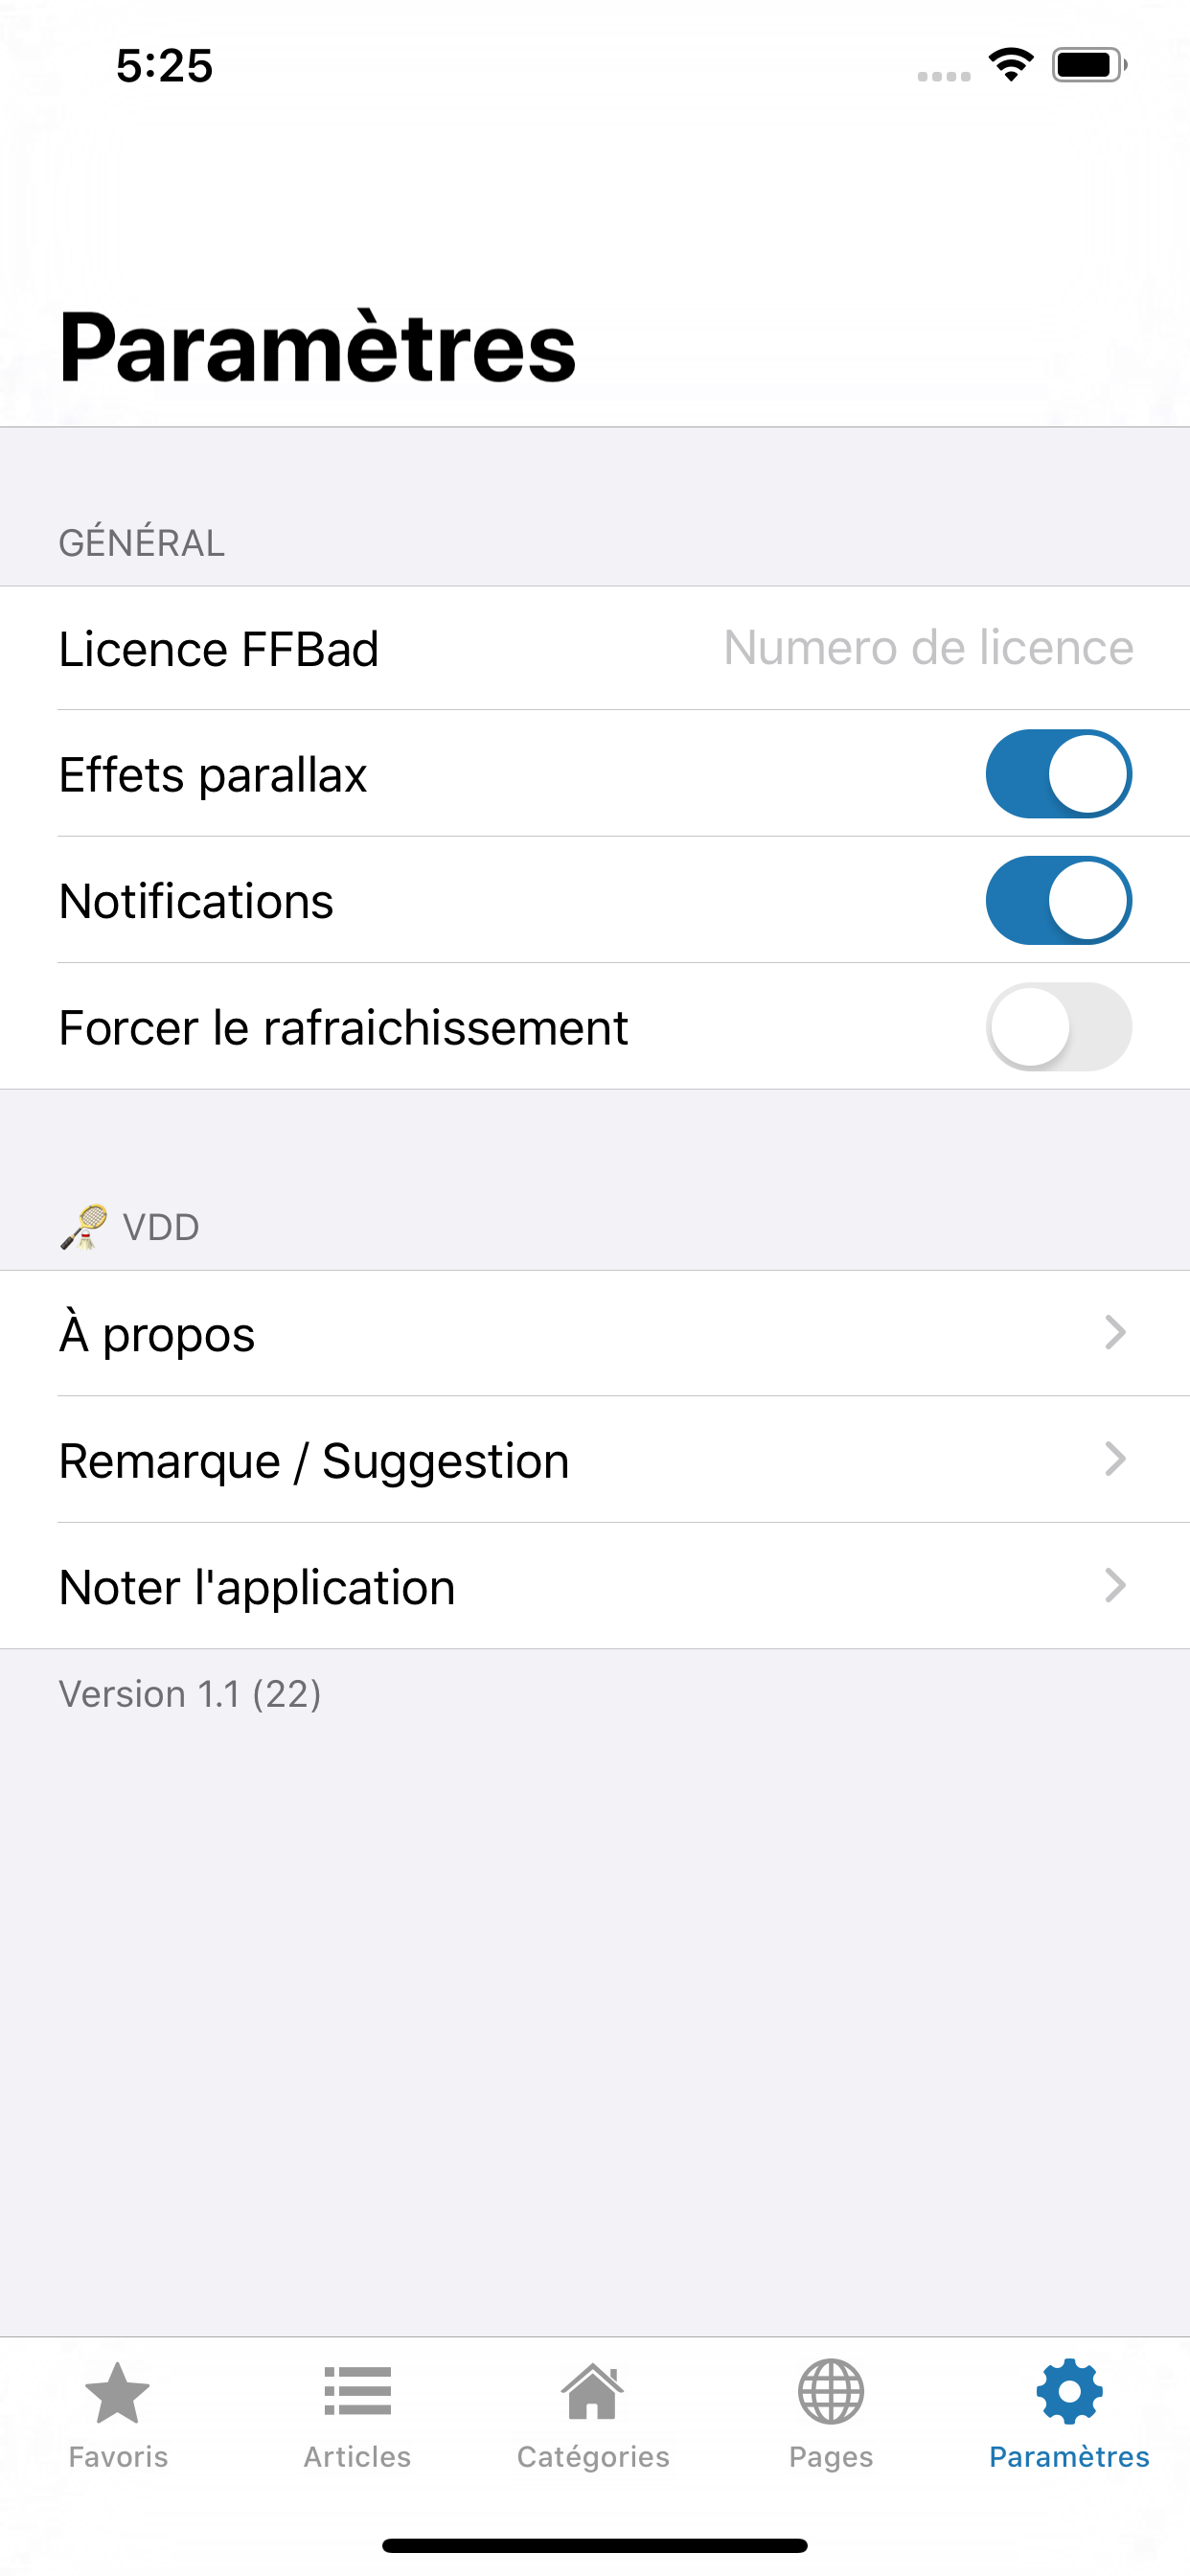 5:25
Paramètres
GÉNÉRAL
Licence FFBad Numero de licence
Effets parallax
Notifications
Forcer le rafraichissement
🏸 VDD
À propos
Remarque / Suggestion
Noter l'application
Version 1.1 (22)
Favoris Articles Catégories Pages Paramètres